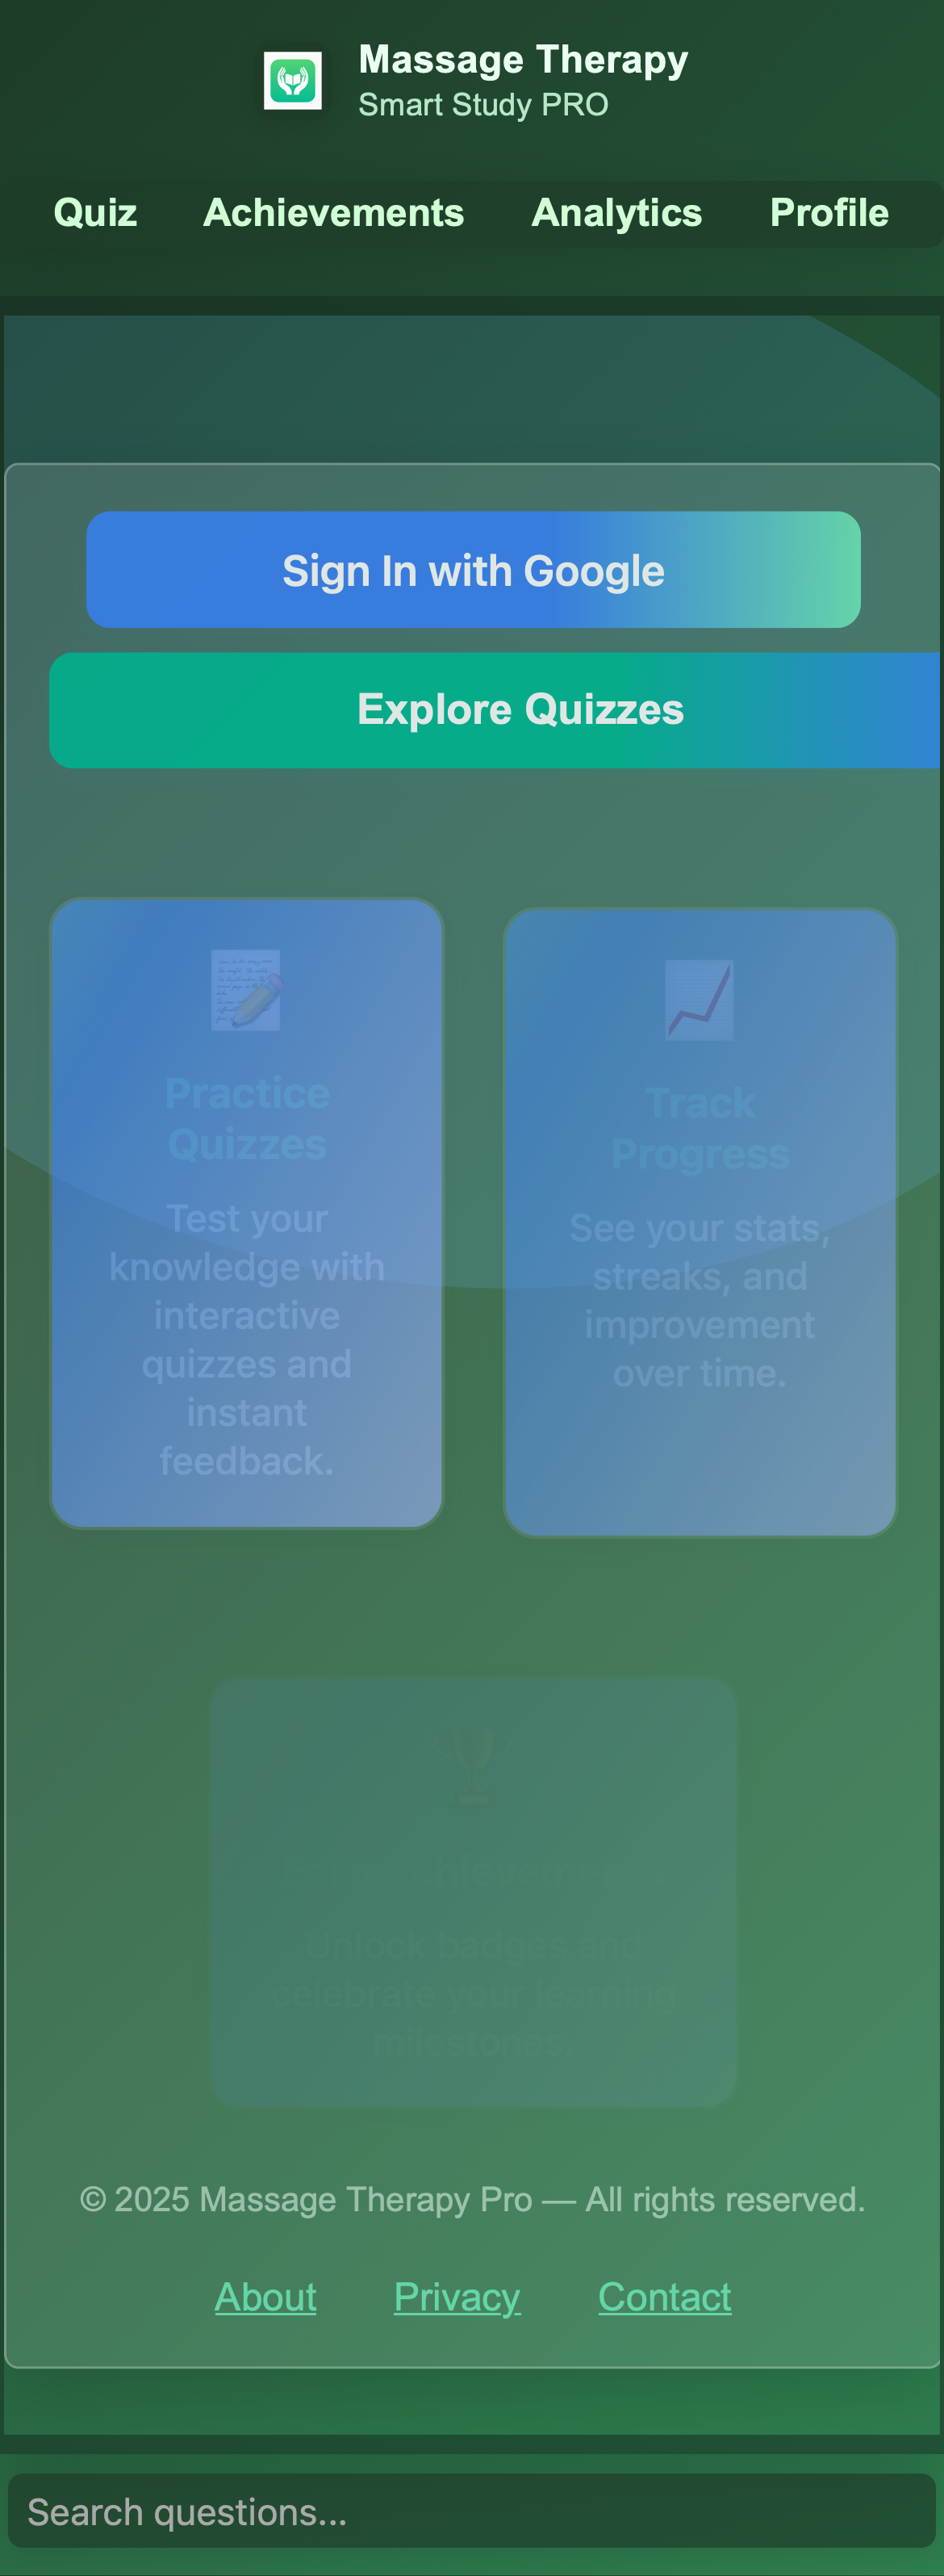 Massage Therapy
Smart Study PRO
Quiz Achievements Analytics Profile
Sign In with Google
Explore Quizzes
Practice
Quizzes
Test your
knowledge with
interactive
quizzes and
instant
feedback.
Track
Progress
See your stats,
streaks, and
improvement
over time.
Achievements
Unlock badges and
celebrate your learning
milestones.
© 2025 Massage Therapy Pro — All rights reserved.
About Privacy Contact
Search questions...